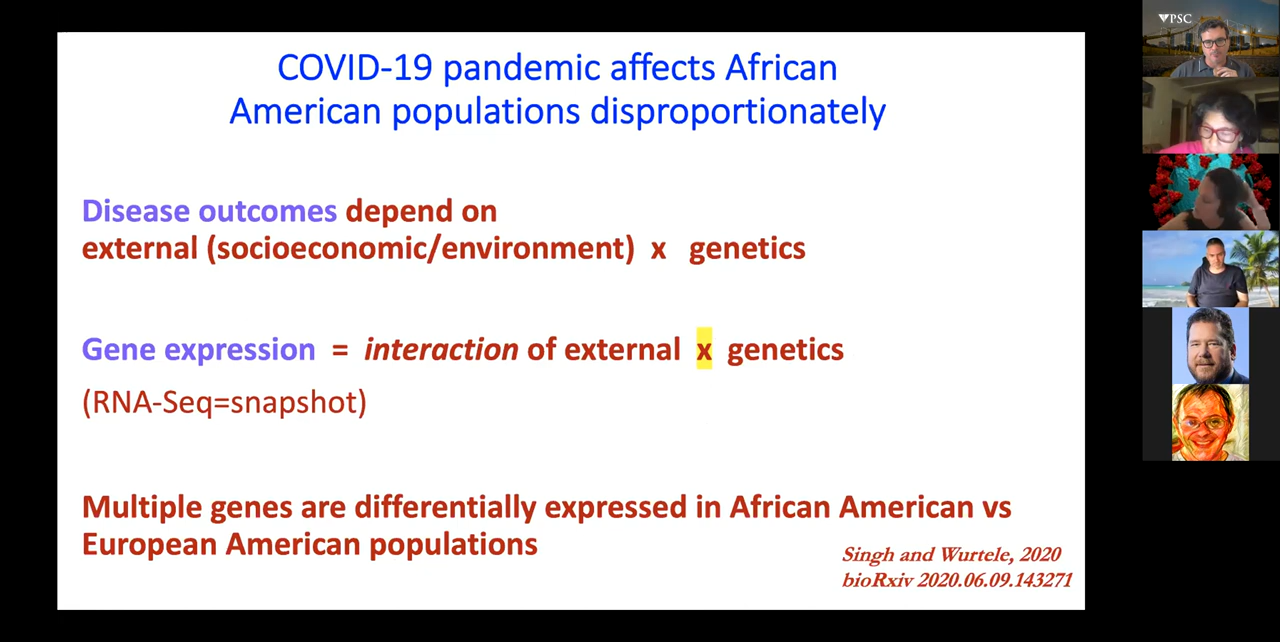 COVID-19 pandemic affects African
American populations disproportionately
Disease outcomes depend on
external (socioeconomic/environment) x genetics
Gene expression = interaction of external x genetics
(RNA-Seq=snapshot)
Multiple genes are differentially expressed in African American vs
European American populations
Singh and Wurtele, 2020
bioRxiv 2020.06.09.143271
PSC